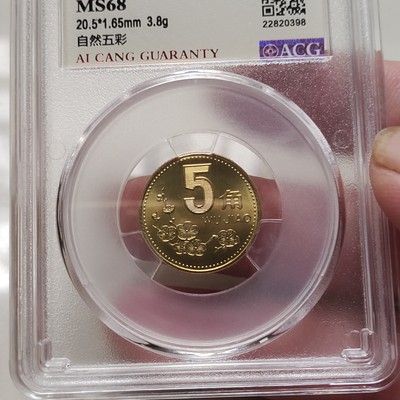 MS68
20.5*1.65mm 3.8g
22820398
自然五彩
AI CANG GUARANTY
ACG
5角
WU JIAO